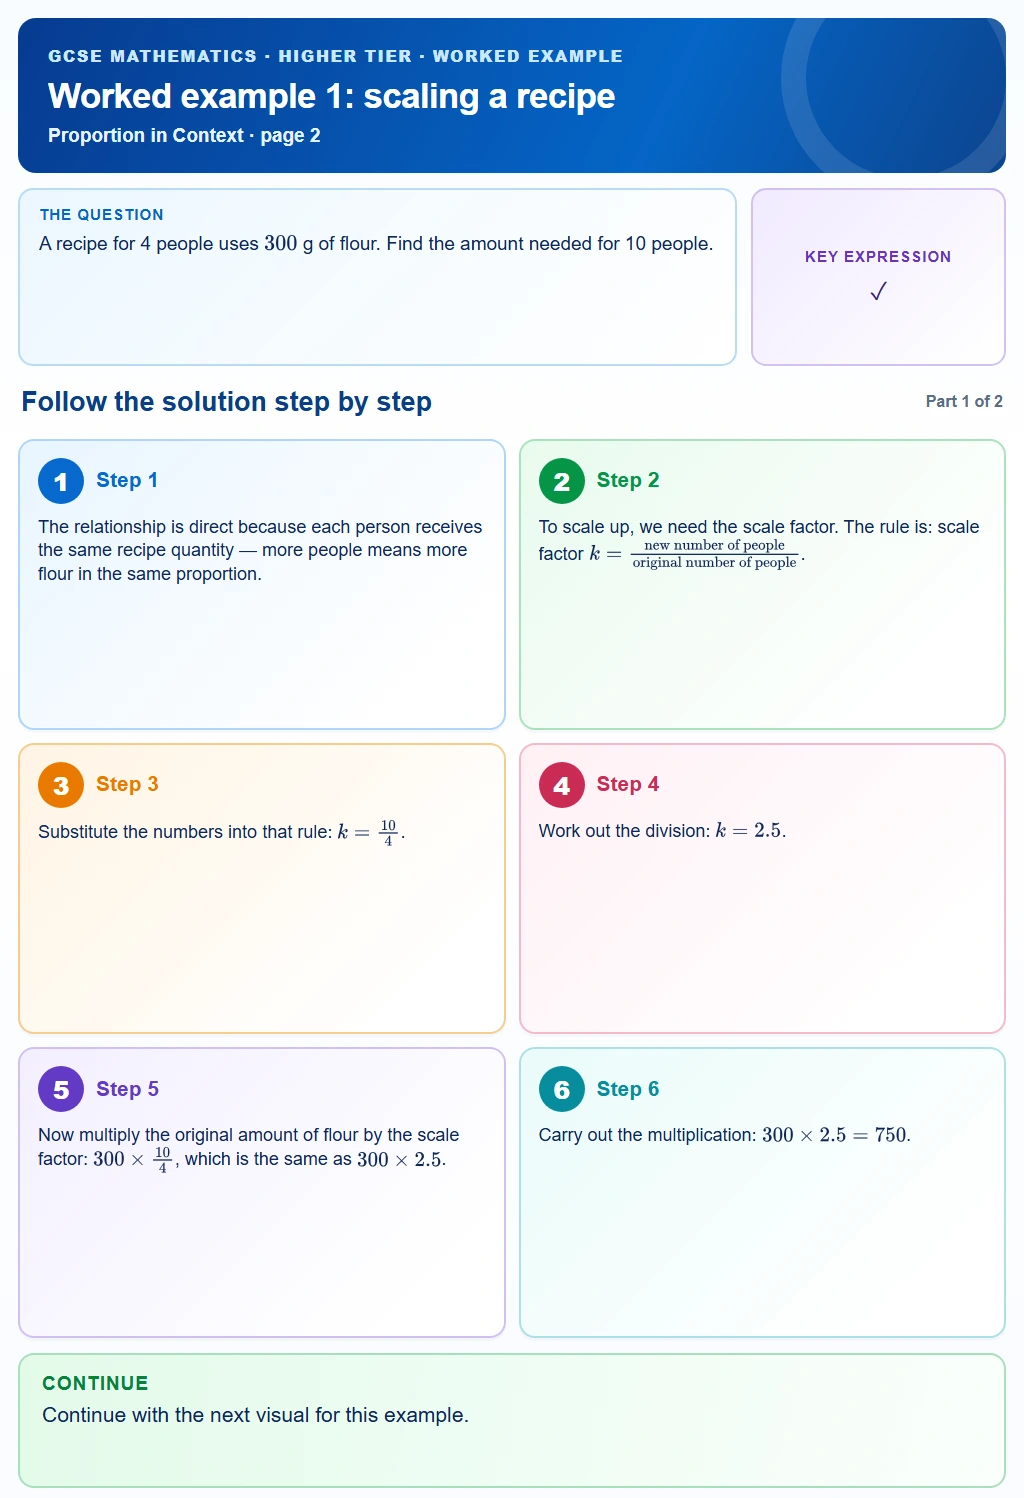 GCSE MATHEMATICS · HIGHER TIER · WORKED EXAMPLE
Worked example 1: scaling a recipe
Proportion in Context · page 2
THE QUESTION
A recipe for 4 people uses 300 g of flour. Find the amount needed for 10 people.
KEY EXPRESSION
✓
Follow the solution step by step
Part 1 of 2
1 Step 1
The relationship is direct because each person receives
the same recipe quantity — more people means more
flour in the same proportion.
2 Step 2
To scale up, we need the scale factor. The rule is: scale
factor $k = \frac{\text{new number of people}}{\text{original number of people}}$.
3 Step 3
Substitute the numbers into that rule: $k = \frac{10}{4}$.
4 Step 4
Work out the division: $k = 2.5$.
5 Step 5
Now multiply the original amount of flour by the scale
factor: $300 \times \frac{10}{4}$, which is the same as $300 \times 2.5$.
6 Step 6
Carry out the multiplication: $300 \times 2.5 = 750$.
CONTINUE
Continue with the next visual for this example.